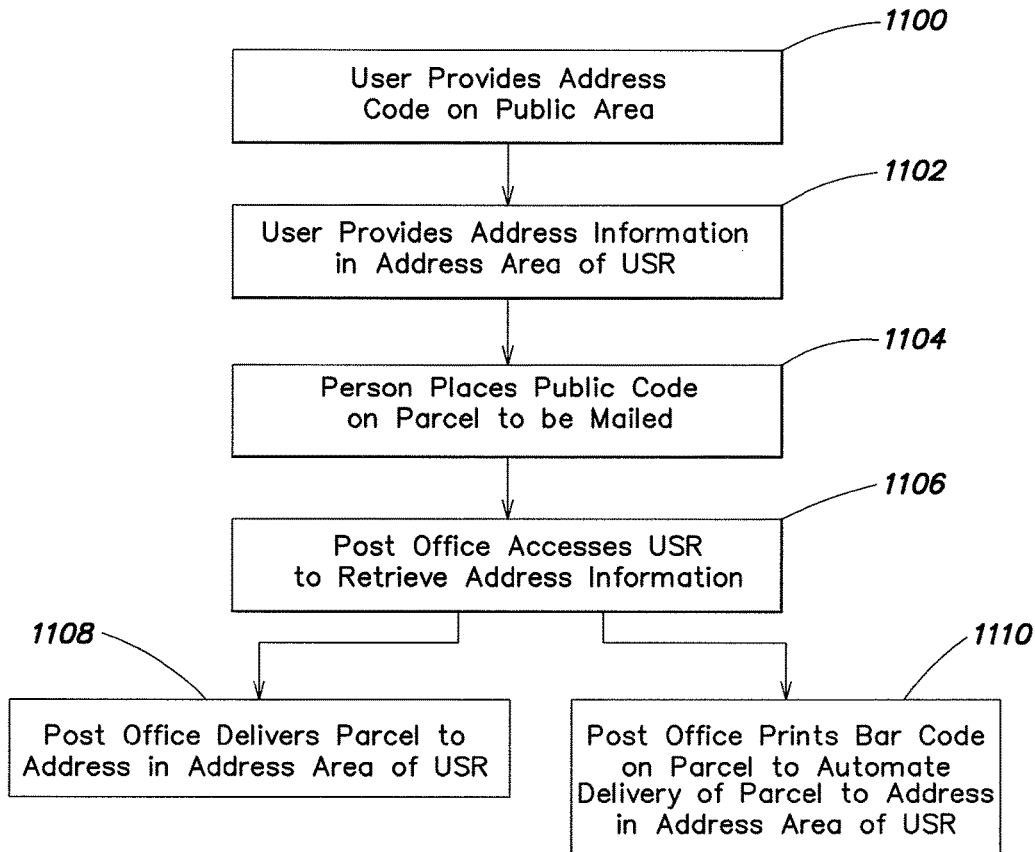 1100
User Provides Address
Code on Public Area
1102
User Provides Address Information
in Address Area of USR
1104
Person Places Public Code
on Parcel to be Mailed
1106
Post Office Accesses USR
to Retrieve Address Information
1108
Post Office Delivers Parcel to
Address in Address Area of USR
1110
Post Office Prints Bar Code
on Parcel to Automate
Delivery of Parcel to Address
in Address Area of USR